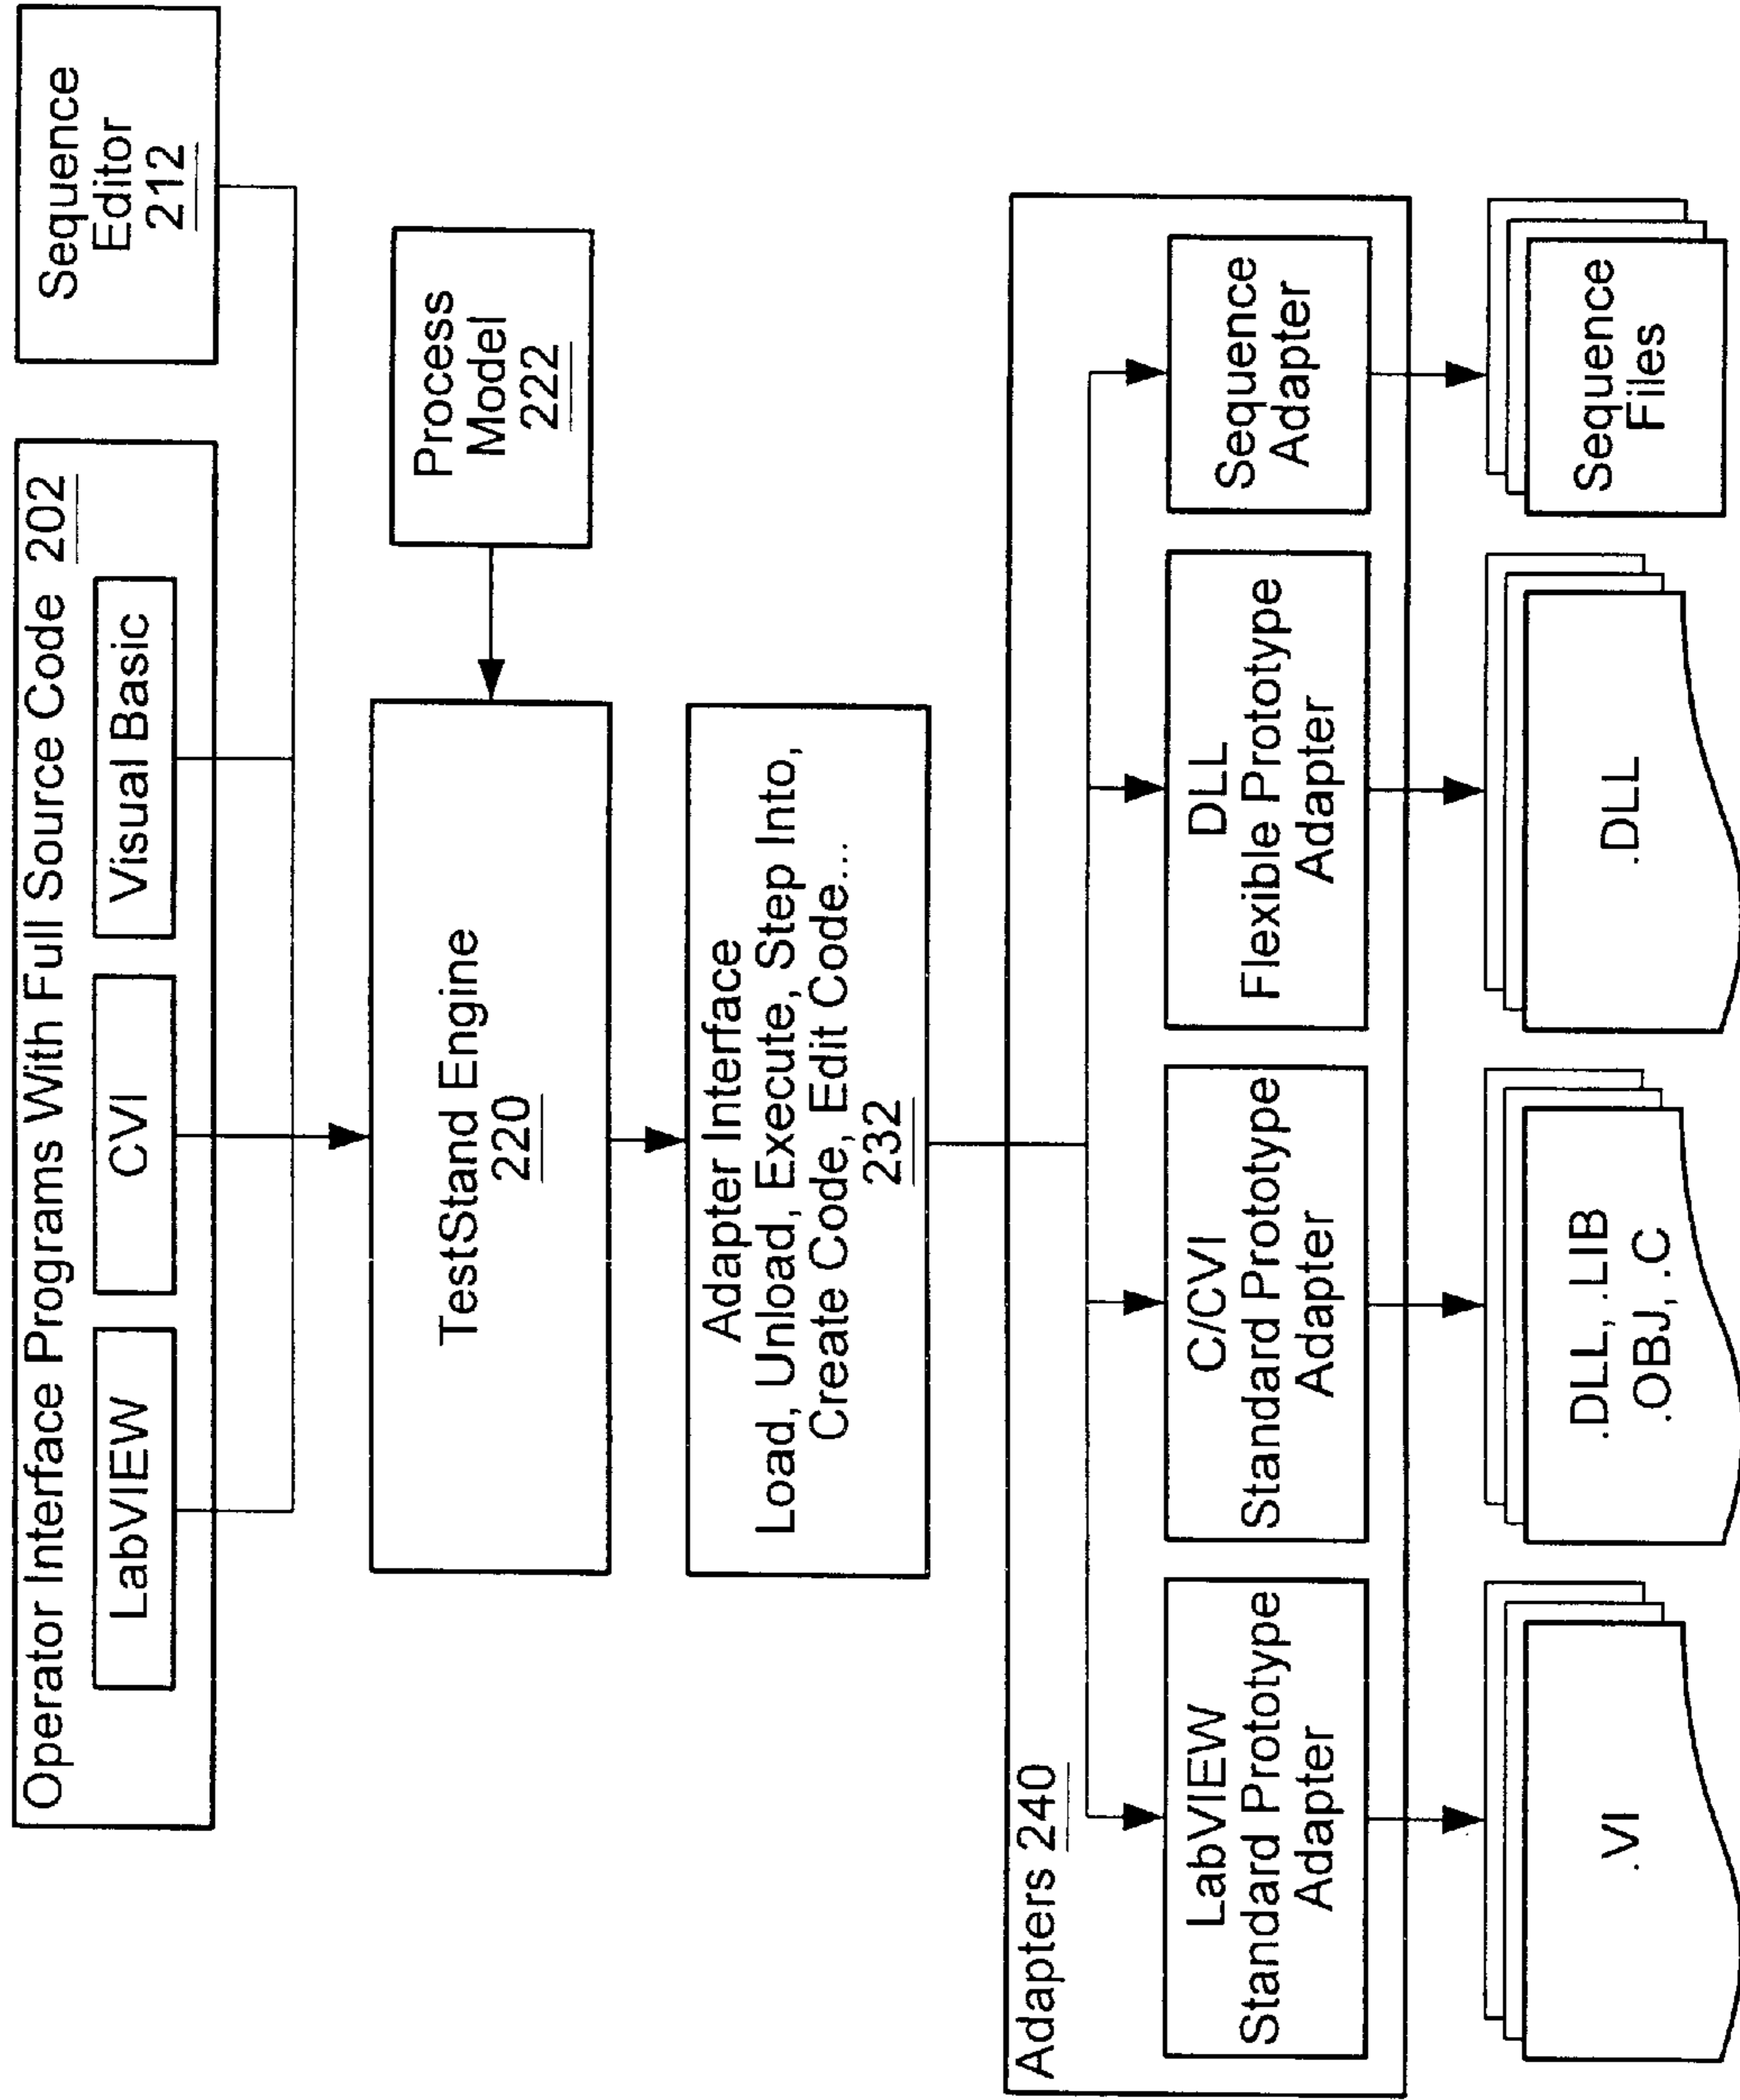 Operator Interface Programs With Full Source Code 202
LabVIEW
CVI
Visual Basic
Sequence
Editor
212
Process
Model
222
TestStand Engine
220
Adapter Interface
Load, Unload, Execute, Step Into,
Create Code, Edit Code...
232
Adapters 240
LabVIEW
Standard Prototype
Adapter
C/CVI
Standard Prototype
Adapter
DLL
Flexible Prototype
Adapter
Sequence
Adapter
.VI
.DLL, .LIB
.OBJ, .C
.DLL
Sequence
Files